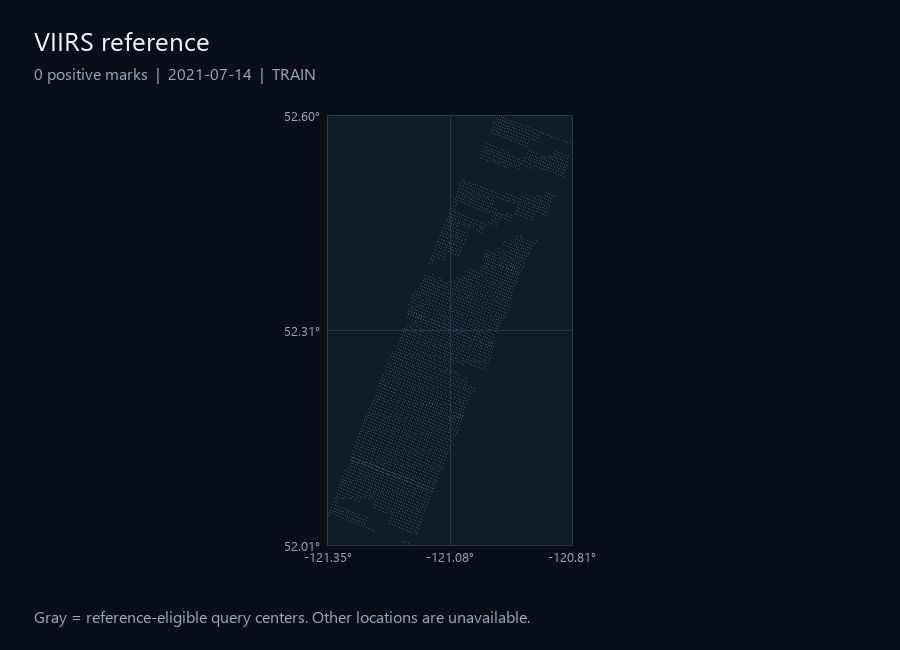 VIIRS reference
0 positive marks | 2021-07-14 | TRAIN
52.60°
52.31°
52.01°
-121.35°
-121.08°
-120.81°
Gray = reference-eligible query centers. Other locations are unavailable.